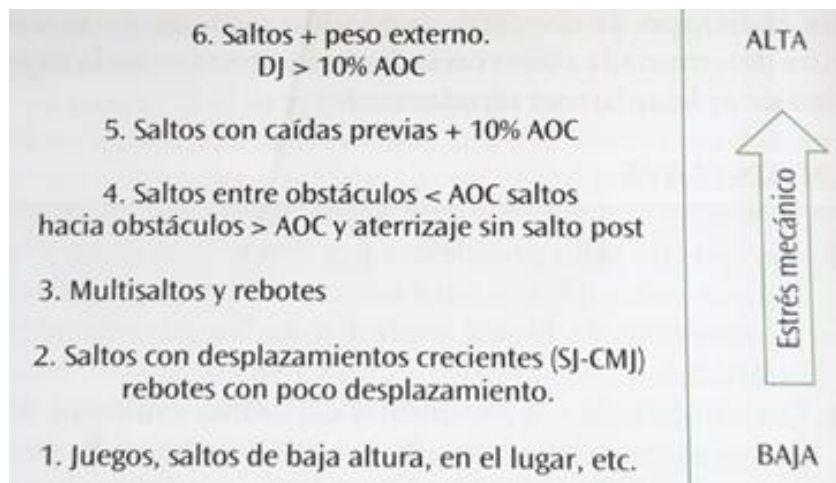 6. Saltos + peso externo.
DJ > 10% AOC
5. Saltos con caídas previas + 10% AOC
4. Saltos entre obstáculos < AOC saltos
hacia obstáculos > AOC y aterrizaje sin salto post
3. Multisaltos y rebotes
2. Saltos con desplazamientos crecientes (SJ-CMJ)
rebotes con poco desplazamiento.
1. Juegos, saltos de baja altura, en el lugar, etc.
ALTA
Estrés mecánico
BAJA